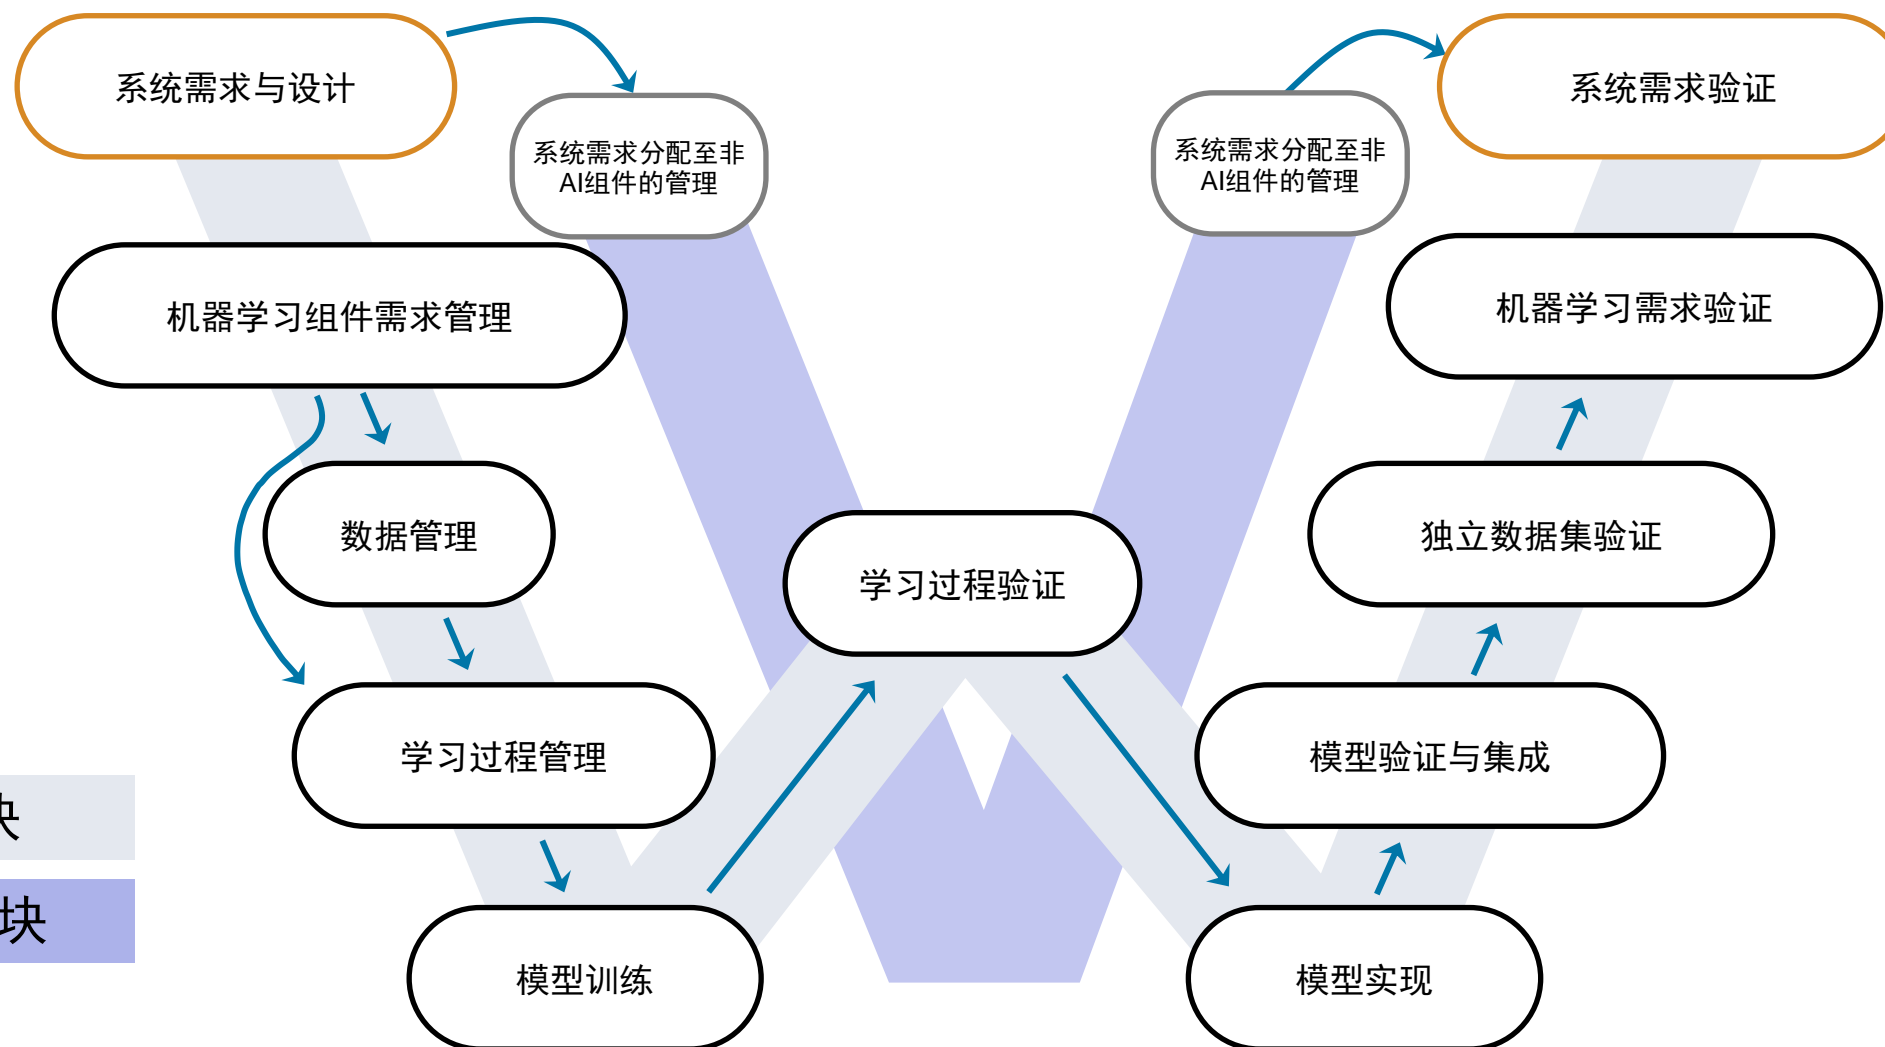 系统需求与设计
系统需求验证
系统需求分配至非
AI组件的管理
系统需求分配至非
AI组件的管理
机器学习组件需求管理
机器学习需求验证
数据管理
学习过程验证
独立数据集验证
学习过程管理
模型验证与集成
块
块
模型训练
模型实现